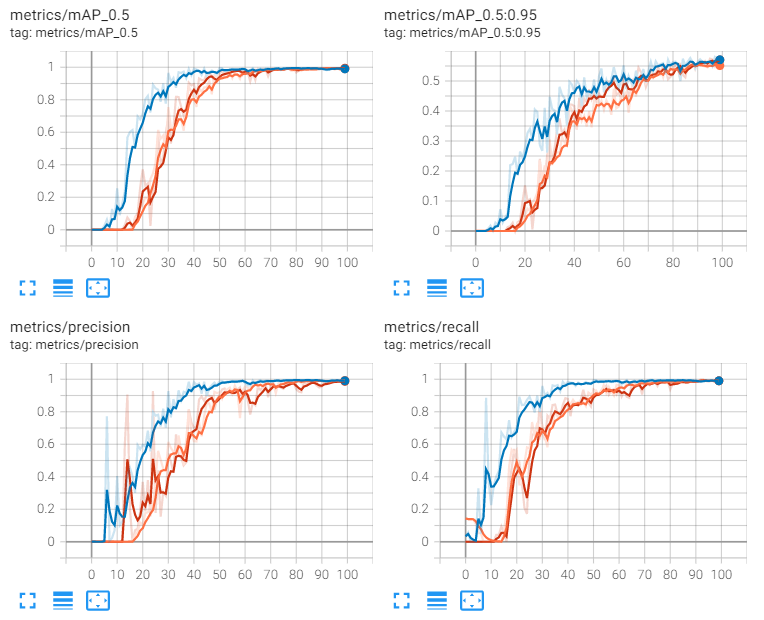 metrics/mAP_0.5
tag: metrics/mAP_0.5
1
0.8
0.6
0.4
0.2
0
0 10 20 30 40 50 60 70 80 90 100
metrics/mAP_0.5:0.95
tag: metrics/mAP_0.5:0.95
0.5
0.4
0.3
0.2
0.1
0
20 40 60 80 100
metrics/precision
tag: metrics/precision
1
0.8
0.6
0.4
0.2
0
0 10 20 30 40 50 60 70 80 90 100
metrics/recall
tag: metrics/recall
1
0.8
0.6
0.4
0.2
0
0 10 20 30 40 50 60 70 80 90 100